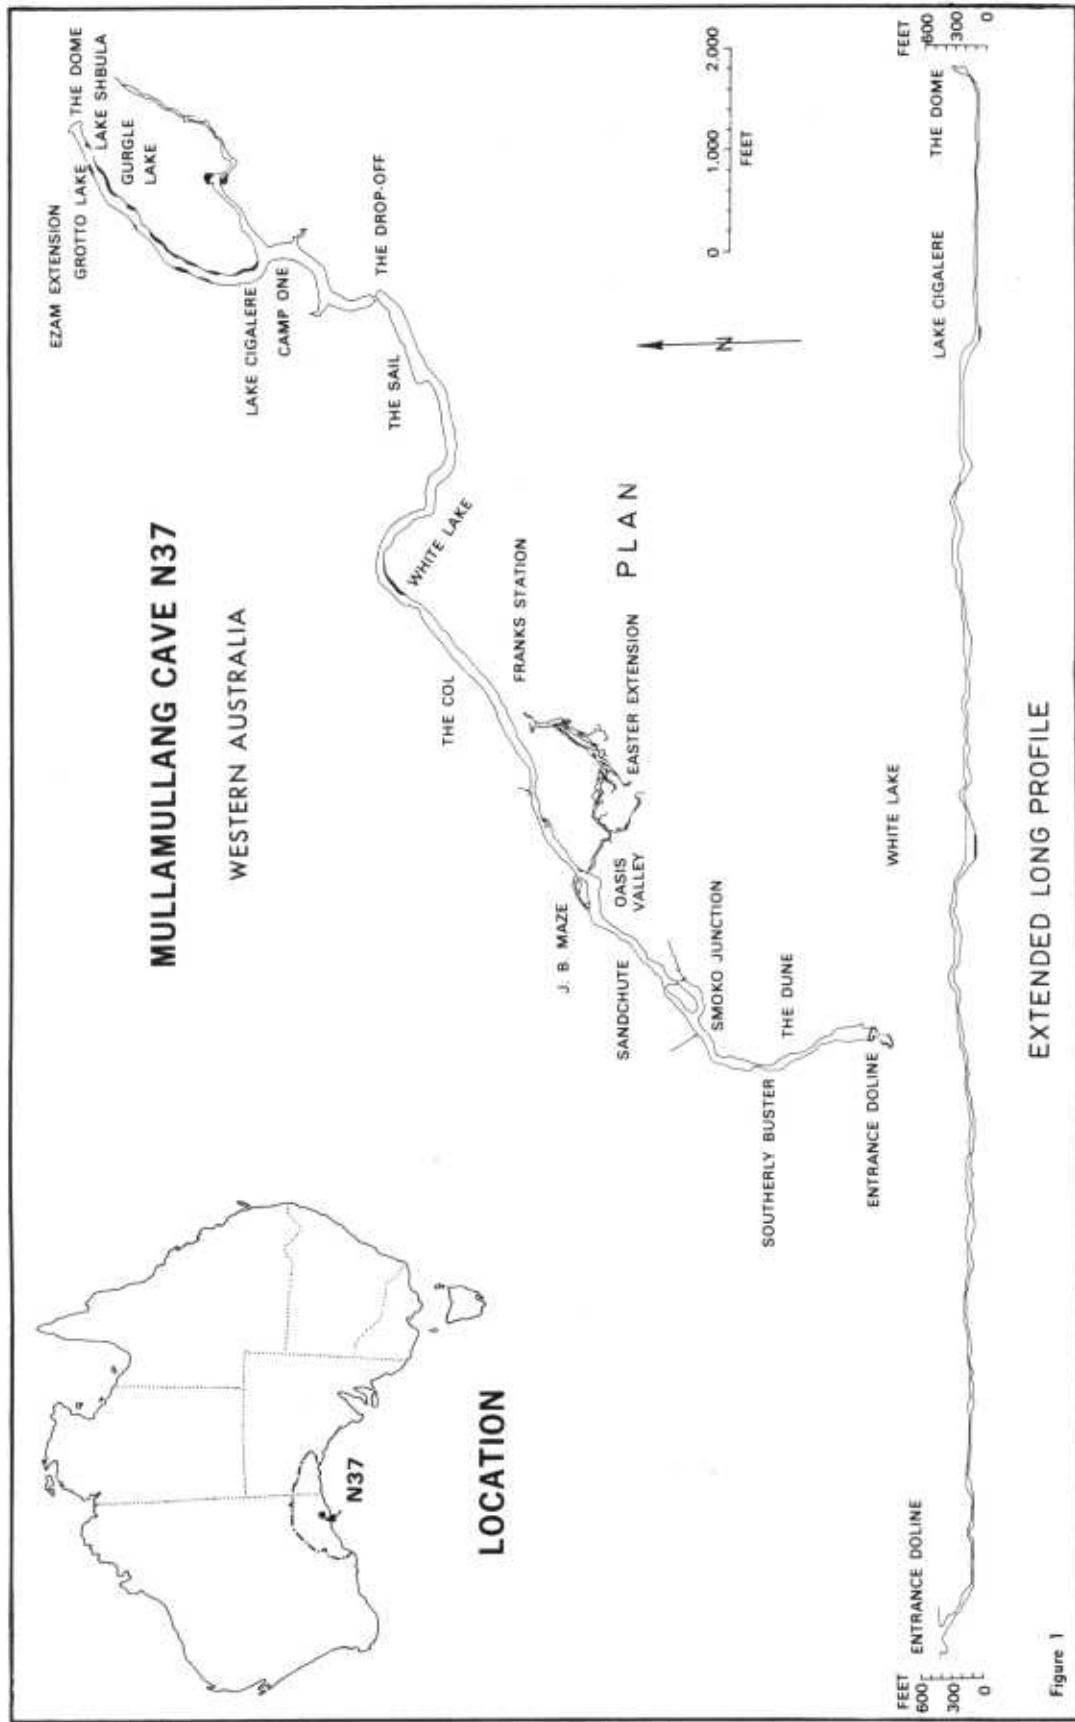 MULLAMULLANG CAVE N37
WESTERN AUSTRALIA
LOCATION
N37
EZAM EXTENSION
GROTTO LAKE
THE DOME
LAKE SHBULA
GURGLE
LAKE
LAKE CIGALERE
CAMP ONE
THE DROP-OFF
THE SAIL
WHITE LAKE
THE COL
FRANKS STATION
EASTER EXTENSION
J. B. MAZE
OASIS
VALLEY
SANDCHUTE
SMOKO JUNCTION
THE DUNE
SOUTHERLY BUSTER
ENTRANCE DOLINE
PLAN
N
0
1.000
2.000
FEET
FEET
600
300
0
ENTRANCE DOLINE
WHITE LAKE
LAKE CIGALERE
THE DOME
FEET
600
300
0
EXTENDED LONG PROFILE
Figure 1